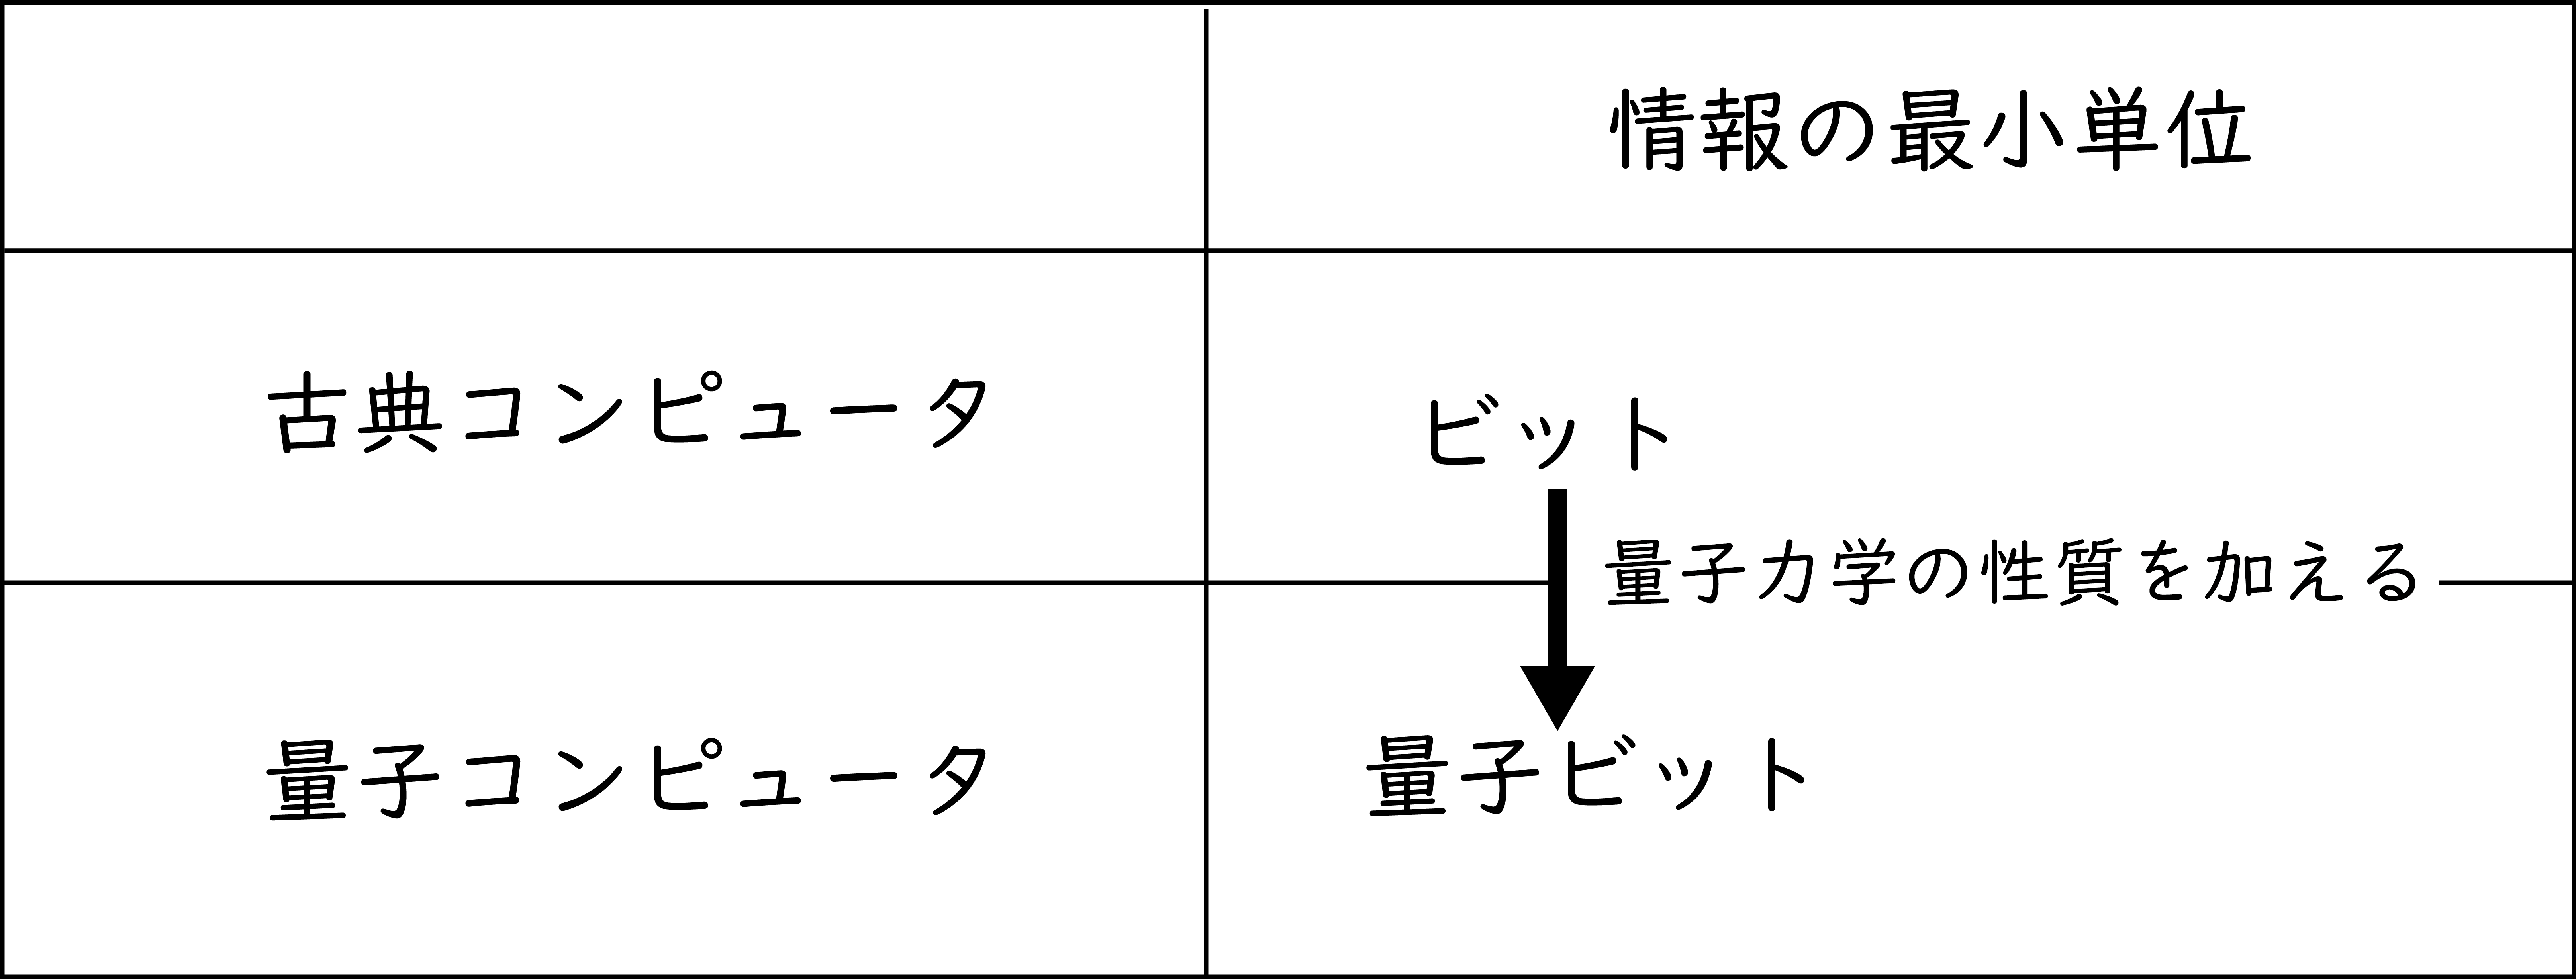 情報の最小単位
古典コンピュータ
ビット
量子力学の性質を加える
量子コンピュータ
量子ビット